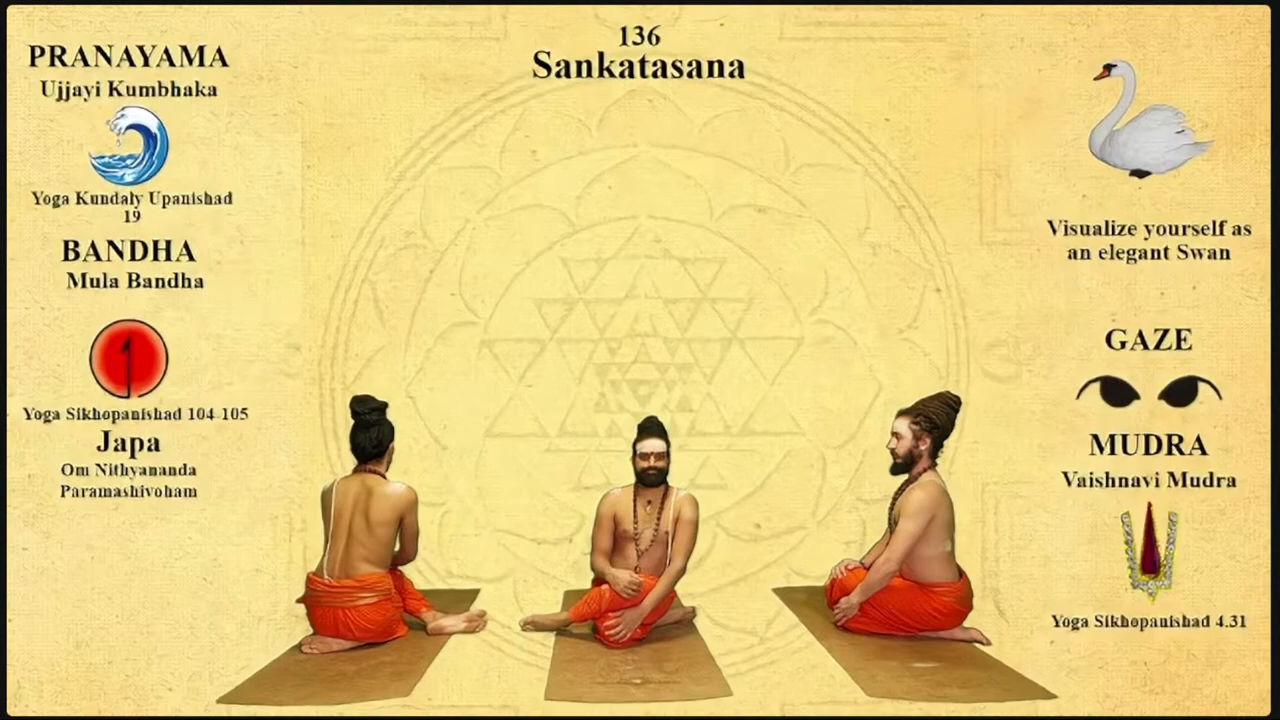 136
Sankatasana
PRANAYAMA
Ujjayi Kumbhaka
Yoga Kundaly Upanishad
19
BANDHA
Mula Bandha
Yoga Sikhopanishad 104-105
Japa
Om Nithyananda
Paramashivoham
Visualize yourself as
an elegant Swan
GAZE
MUDRA
Vaishnavi Mudra
Yoga Sikhopanishad 4.31